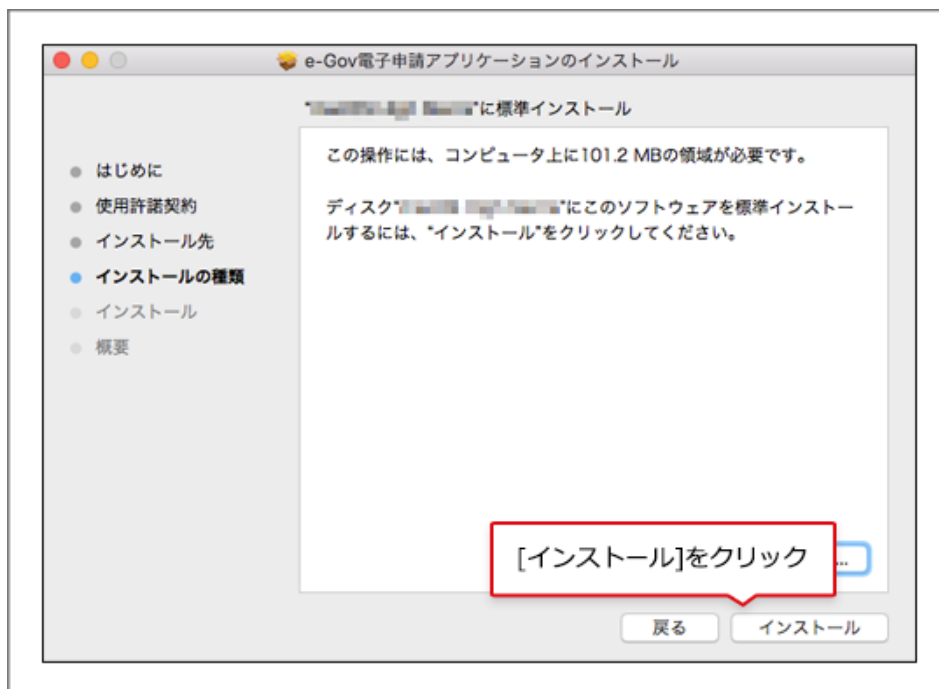 e-Gov電子申請アプリケーションのインストール
"に標準インストール
はじめに
使用許諾契約
インストール先
インストールの種類
インストール
概要
この操作には、コンピュータ上に101.2 MBの領域が必要です。
ディスク" "にこのソフトウェアを標準インストー
ルするには、"インストール"をクリックしてください。
[インストール]をクリック
...
戻る
インストール